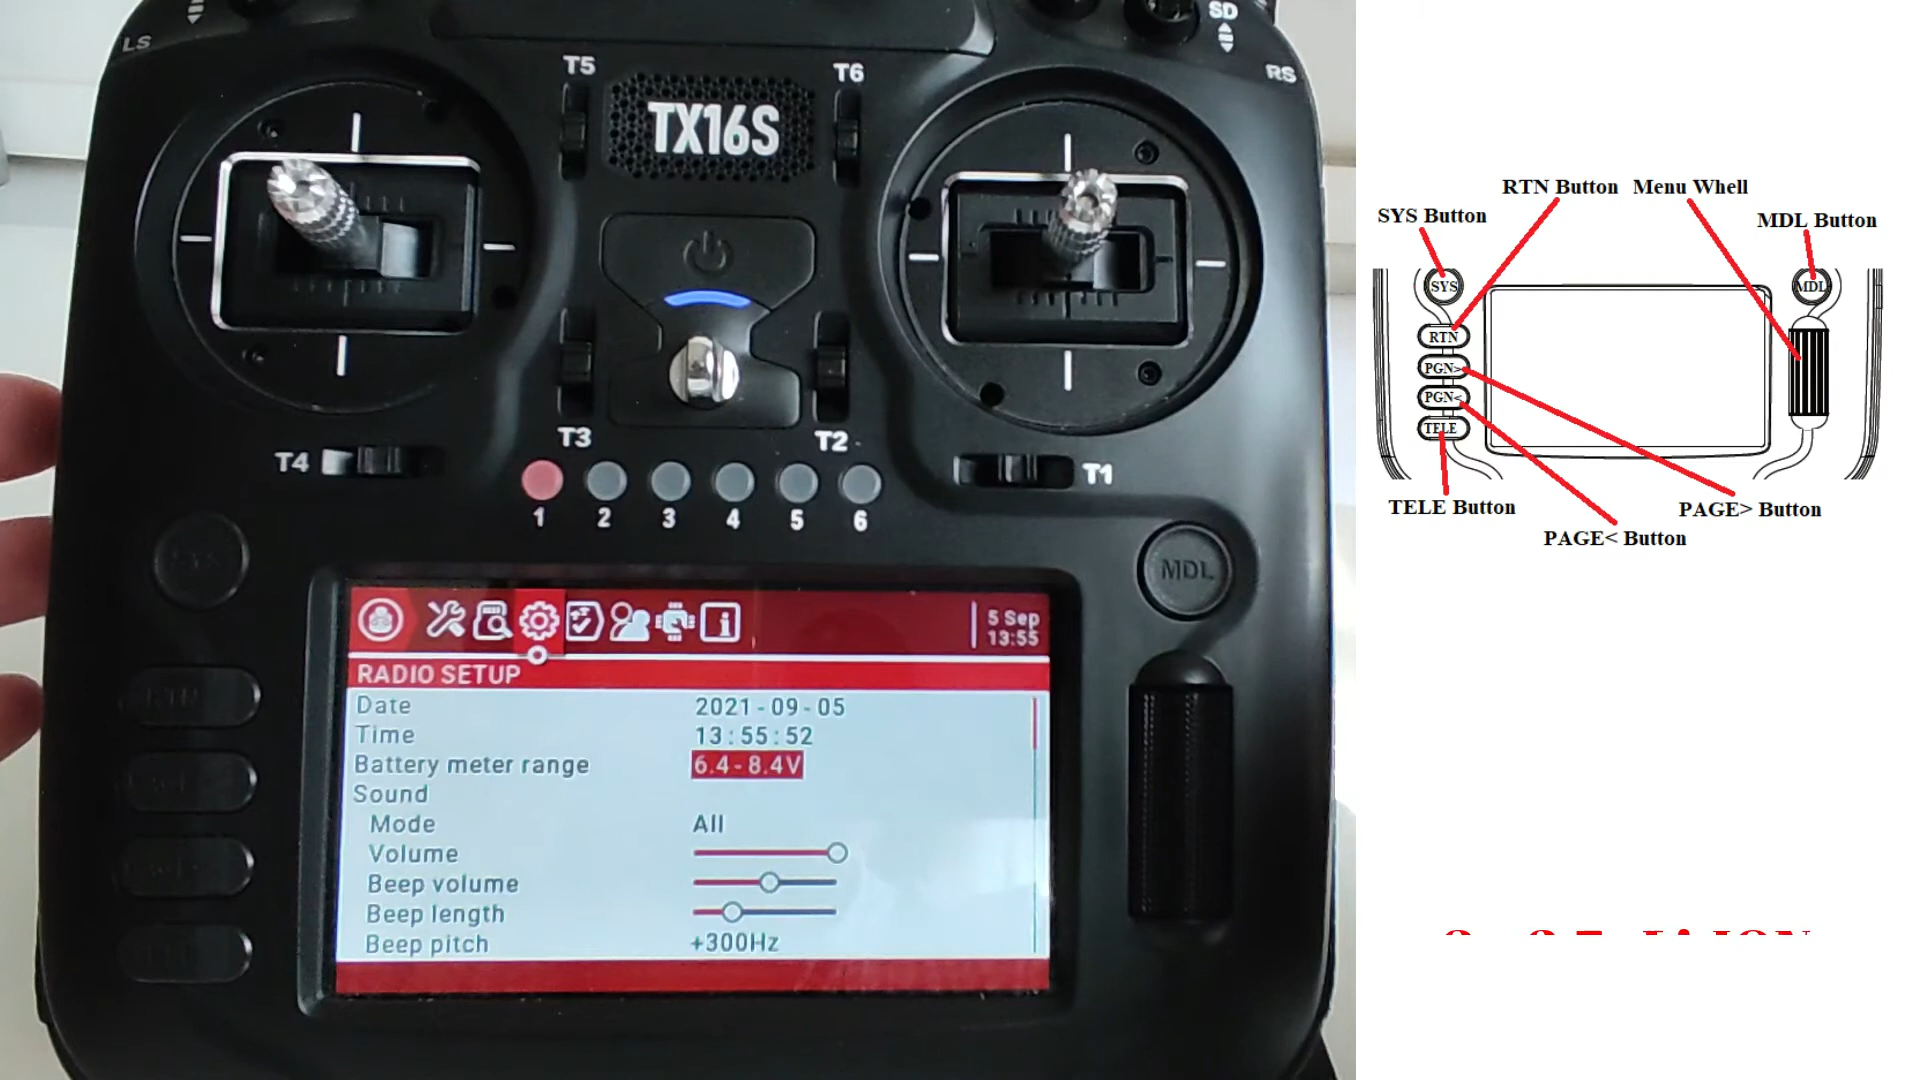 LS
SD
RS
T5
T6
TX16S
T3
T2
T4
T1
1 2 3 4 5 6
MDL
5 Sep
13:55
RADIO SETUP
Date 2021-09-05
Time 13:55:52
Battery meter range 6.4-8.4V
Sound
Mode All
Volume
Beep volume
Beep length
Beep pitch +300Hz
RTN Button Menu Whell
SYS Button
MDL Button
SYS
MDL
RTN
PGN>
PGN<
TELE
TELE Button
PAGE> Button
PAGE< Button